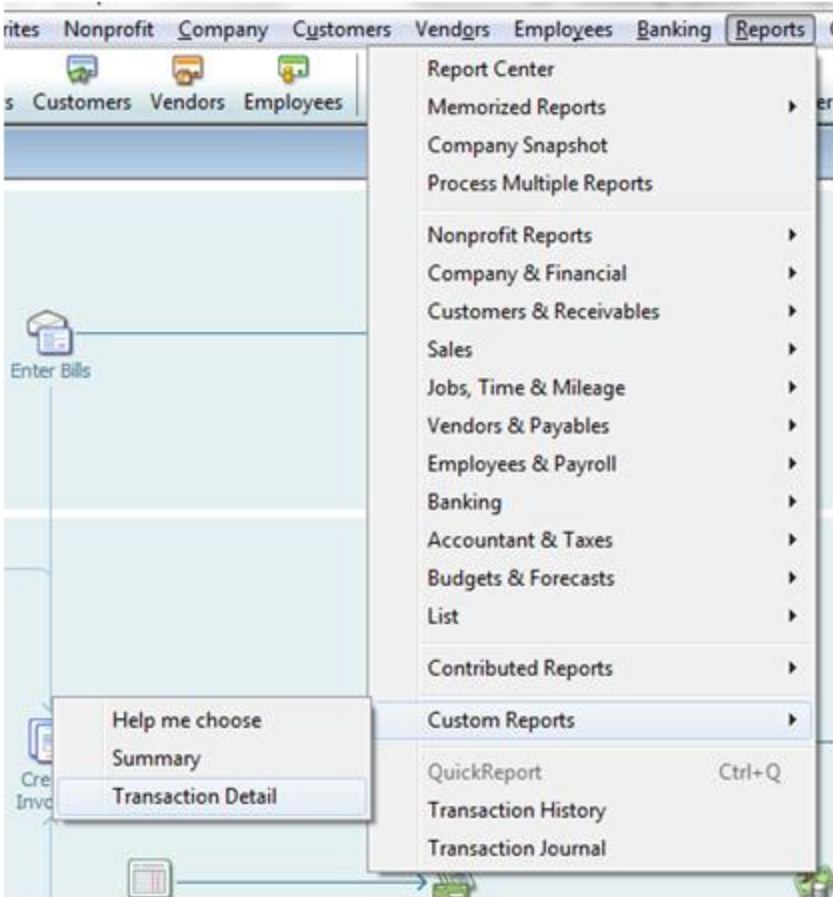 Nonprofit Company Customers Vendors Employees Banking Reports
Customers Vendors Employees
Report Center
Memorized Reports
Company Snapshot
Process Multiple Reports
Nonprofit Reports
Company & Financial
Customers & Receivables
Sales
Jobs, Time & Mileage
Vendors & Payables
Employees & Payroll
Banking
Accountant & Taxes
Budgets & Forecasts
List
Contributed Reports
Custom Reports
QuickReport Ctrl+Q
Transaction History
Transaction Journal
Enter Bills
Help me choose
Summary
Transaction Detail